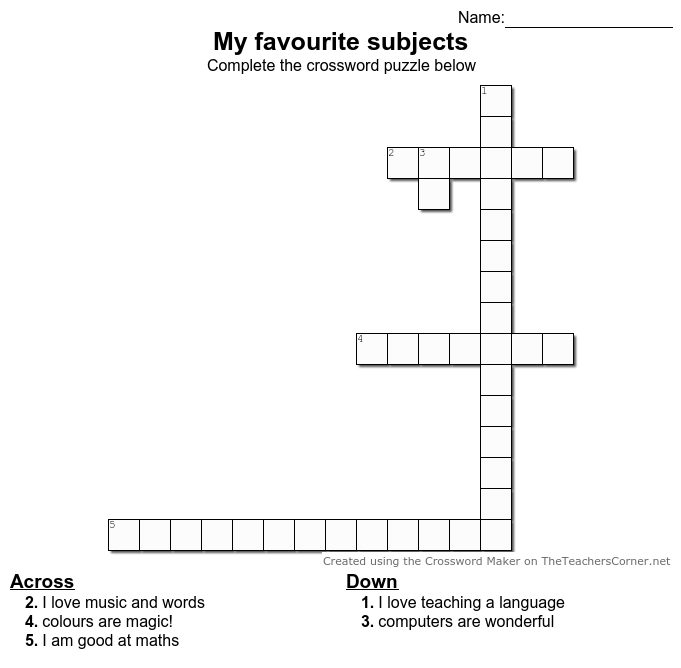 Name:
My favourite subjects
Complete the crossword puzzle below
1
2 3
4
5
Created using the Crossword Maker on TheTeachersCorner.net
Across
2. I love music and words
4. colours are magic!
5. I am good at maths
Down
1. I love teaching a language
3. computers are wonderful